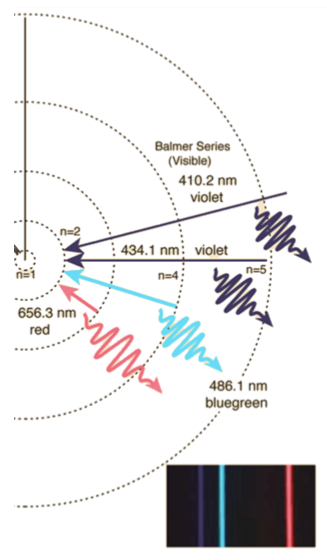 Balmer Series
(Visible)
410.2 nm
violet
n=2
434.1 nm violet
n=1
n=4
n=5
656.3 nm
red
486.1 nm
bluegreen